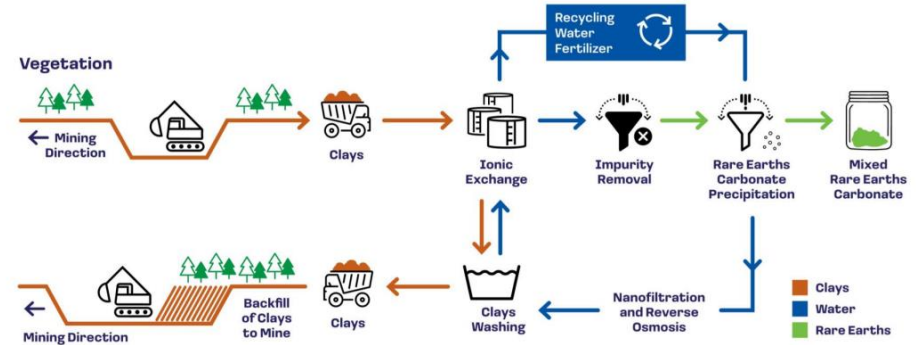 Recycling
Water
Fertilizer
Vegetation
Mining
Direction
Clays
Ionic
Exchange
Impurity
Removal
Rare Earths
Carbonate
Precipitation
Mixed
Rare Earths
Carbonate
Mining Direction
Backfill
of Clays
to Mine
Clays
Clays
Washing
Nanofiltration
and Reverse
Osmosis
Clays
Water
Rare Earths